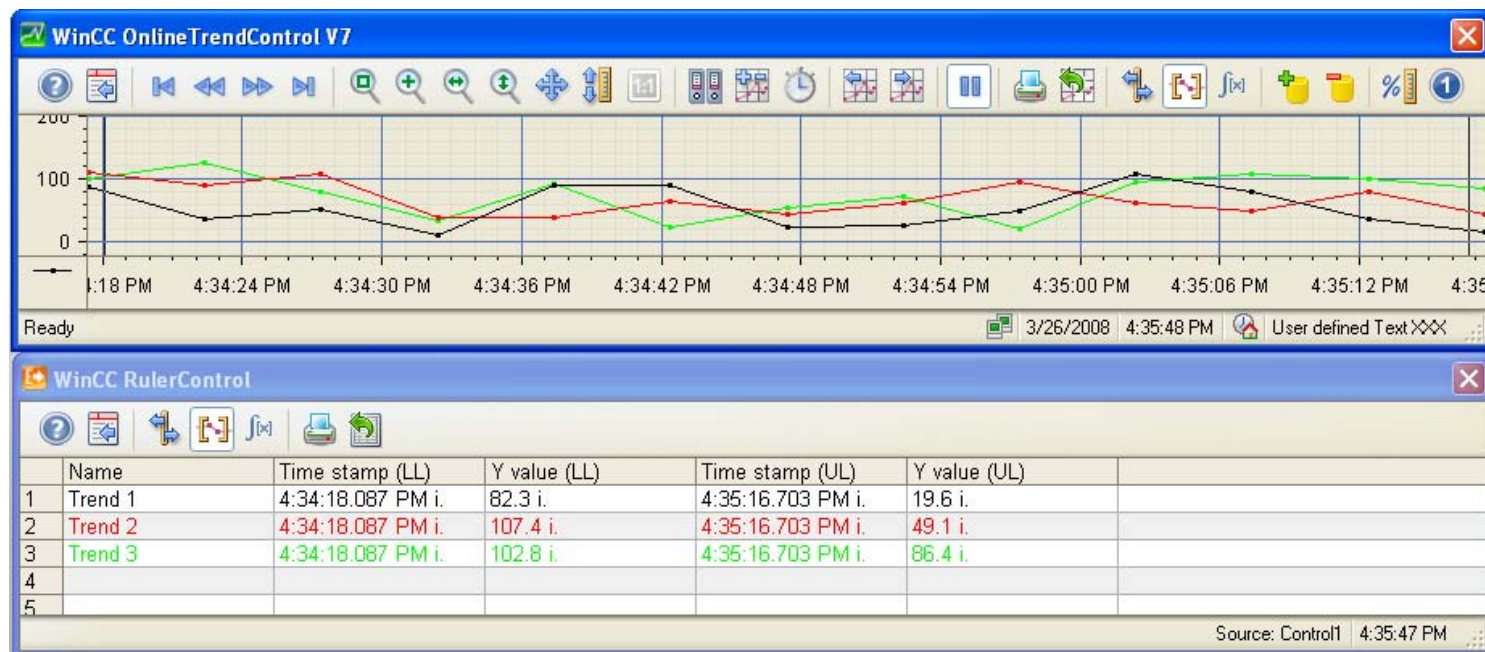 WinCC OnlineTrendControl V7
1:1
f[x]
%
1
200
100
0
:18 PM 4:34:24 PM 4:34:30 PM 4:34:36 PM 4:34:42 PM 4:34:48 PM 4:34:54 PM 4:35:00 PM 4:35:06 PM 4:35:12 PM 4:35
Ready 3/26/2008 4:35:48 PM User defined Text XXX
WinCC RulerControl
f[x]
Name Time stamp (LL) Y value (LL) Time stamp (UL) Y value (UL)
1 Trend 1 4:34:18.087 PM i. 82.3 i. 4:35:16.703 PM i. 19.6 i.
2 Trend 2 4:34:18.087 PM i. 107.4 i. 4:35:16.703 PM i. 49.1 i.
3 Trend 3 4:34:18.087 PM i. 102.8 i. 4:35:16.703 PM i. 86.4 i.
4
5
Source: Control1 4:35:47 PM